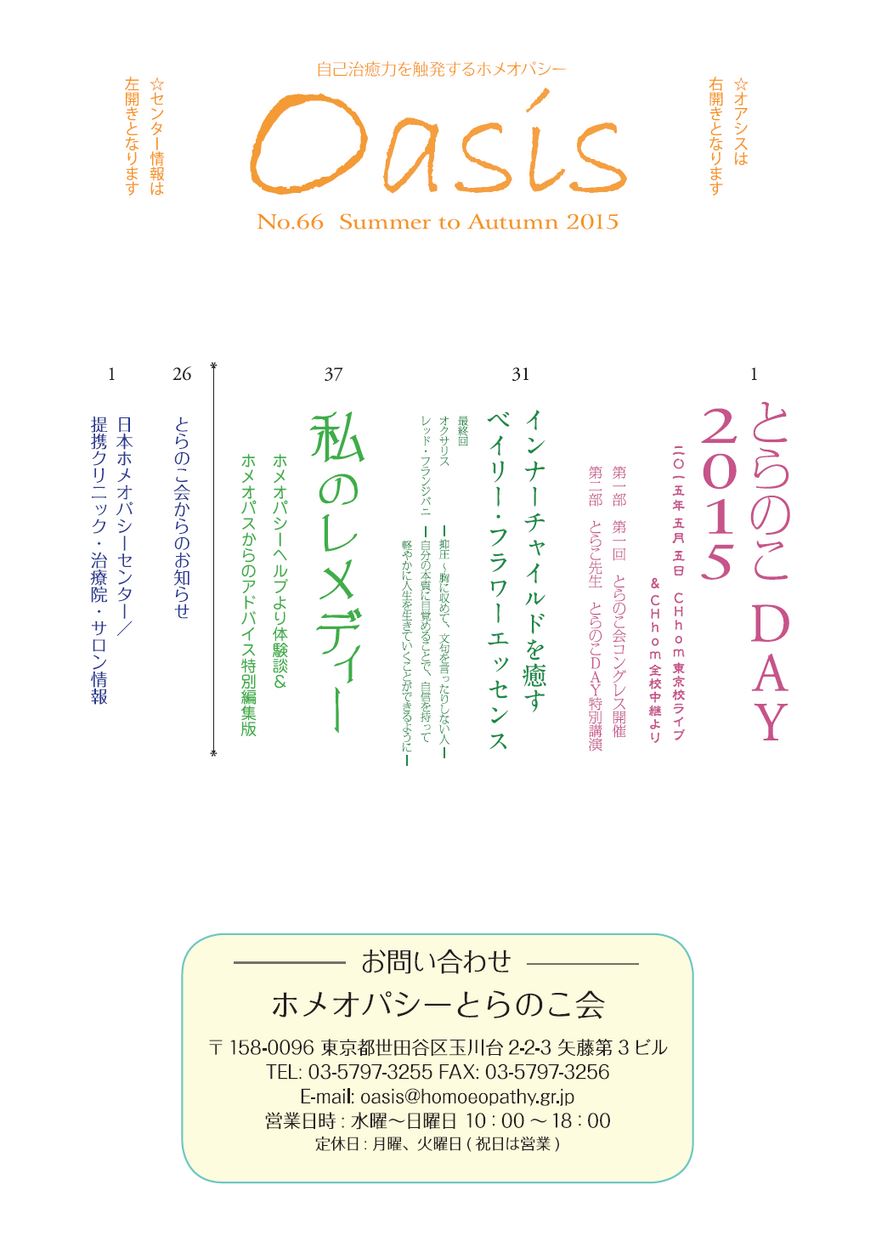 自己治癒力を触発するホメオパシー
Oasis
No.66 Summer to Autumn 2015
☆オアシスは
右開きとなります
☆センター情報は
左開きとなります
1
とらのこ DAY
2015
二〇一五年 五月 五日 CHhom東京校ライブ
& CHhom全校中継より
第一部 第一回 とらのこ会コングレス開催
第二部 とらこ先生 とらのこDAY特別講演
31
インナーチャイルドを癒す
ベイリー・フラワーエッセンス
最終回
オクサリス ー抑圧～胸に収めて、文句を言ったりしない人ー
レッド・フランジパニ ー自分の本質に目覚めることで、自信を持って
軽やかに人生を生きていくことができるようにー
37
私のレメディー
ホメオパシーヘルプより体験談&
ホメオパスからのアドバイス特別編集版
26
とらのこ会からのお知らせ
1
日本ホメオパシーセンター／
提携クリニック・治療院・サロン情報
お問い合わせ
ホメオパシーとらのこ会
〒158-0096 東京都世田谷区玉川台 2-2-3 矢藤第 3 ビル
TEL: 03-5797-3255 FAX: 03-5797-3256
E-mail: oasis@homoeopathy.gr.jp
営業日時 : 水曜～日曜日 10：00 ～ 18：00
定休日 : 月曜、火曜日 ( 祝日は営業 )